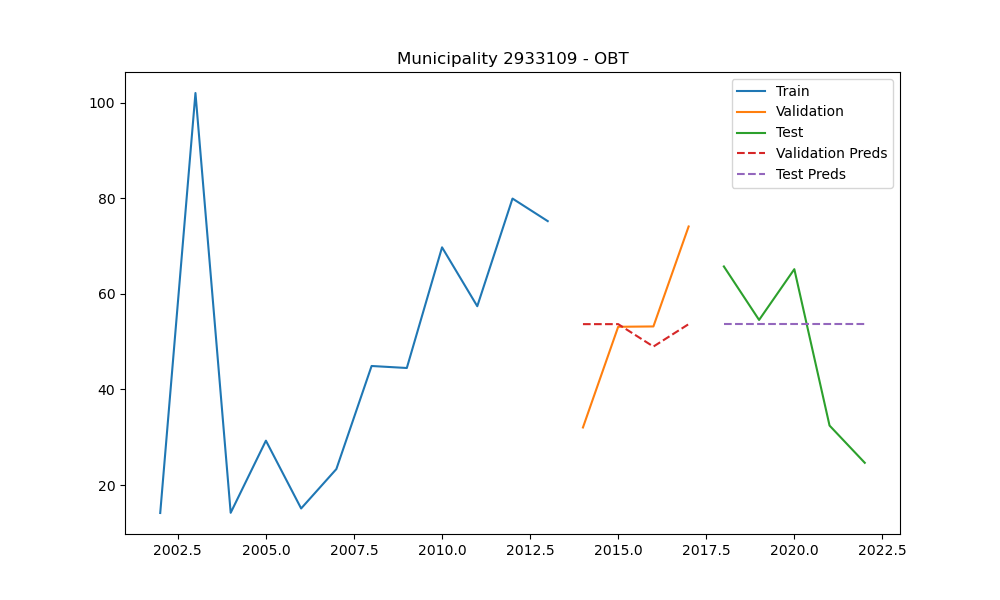 Municipality 2933109 - OBT
Train
Validation
Test
Validation Preds
Test Preds
100
80
60
40
20
2002.5 2005.0 2007.5 2010.0 2012.5 2015.0 2017.5 2020.0 2022.5